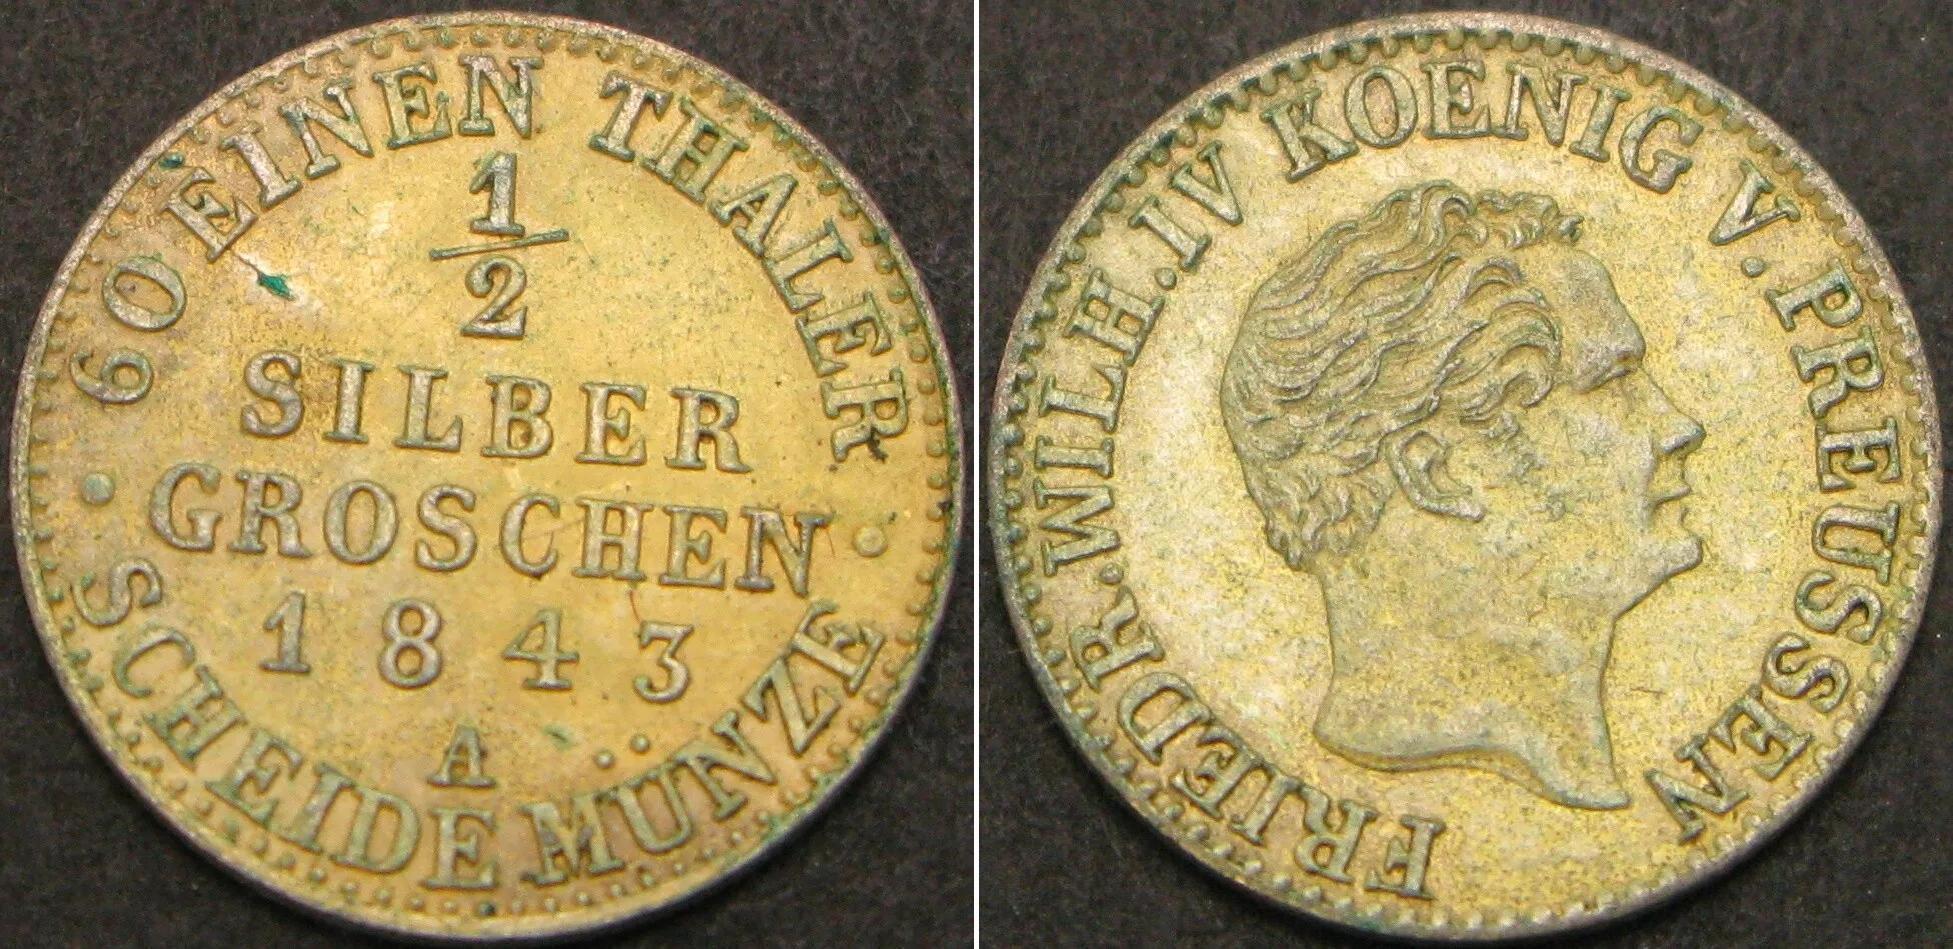 60 EINEN THALER
1
2
SILBER
GROSCHEN
1843
A
SCHEIDEMÜNZE
FRIEDR.WILH.IV KOENIG V.PREUSSEN